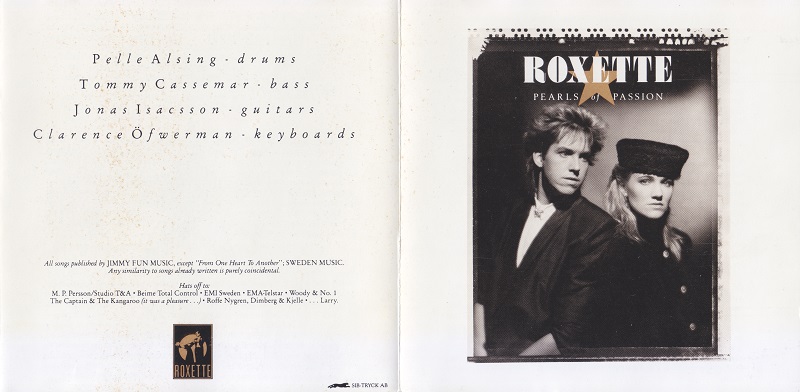 Pelle Alsing - drums
Tommy Cassemar - bass
Jonas Isacsson - guitars
Clarence Öfwerman - keyboards
All songs published by JIMMY FUN MUSIC, except "From One Heart To Another"; SWEDEN MUSIC.
Any similarity to songs already written is purely coincidental.
Hats off to:
M. P. Persson/Studio T&A • Beime Total Control • EMI Sweden • EMA-Telstar • Woody & No. 1
The Captain & The Kangaroo (it was a pleasure . . .) • Roffe Nygren, Dimberg & Kjelle • . . . Larry.
ROXETTE
SIB-TRYCK AB
ROXETTE
PEARLS of PASSION